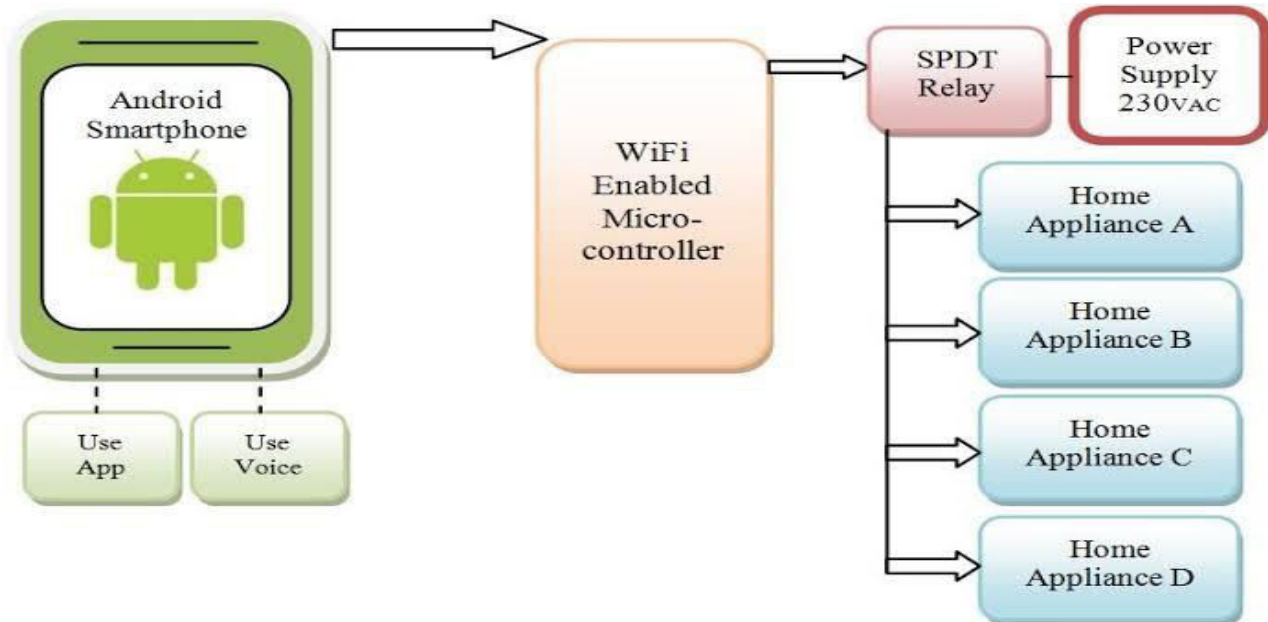 Android
Smartphone
Use
App
Use
Voice
WiFi
Enabled
Micro-
controller
SPDT
Relay
Power
Supply
230VAC
Home
Appliance A
Home
Appliance B
Home
Appliance C
Home
Appliance D